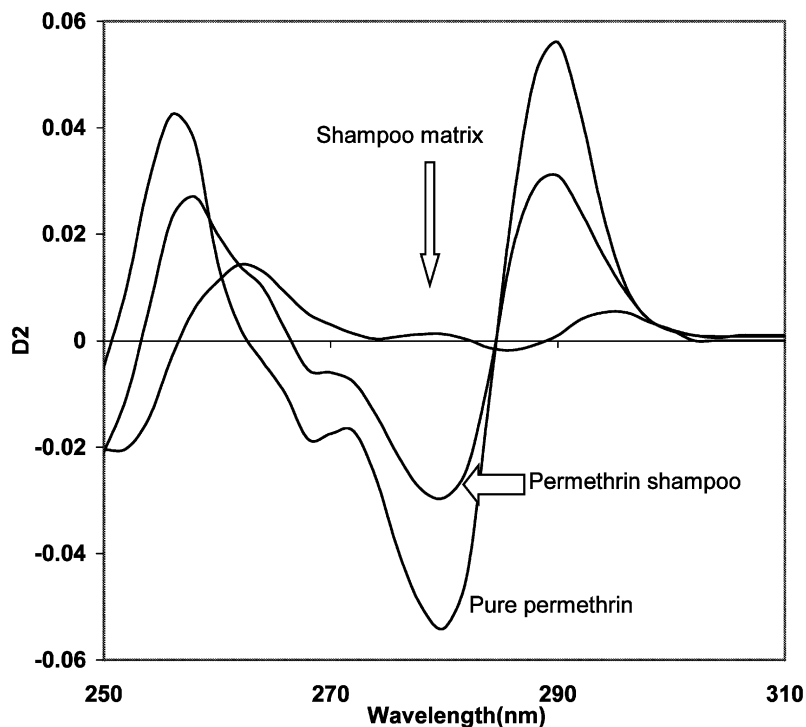 0.06
0.04
Shampoo matrix
0.02
D2
0
-0.02
Permethrin shampoo
-0.04
Pure permethrin
-0.06
250 270 290 310
Wavelength(nm)